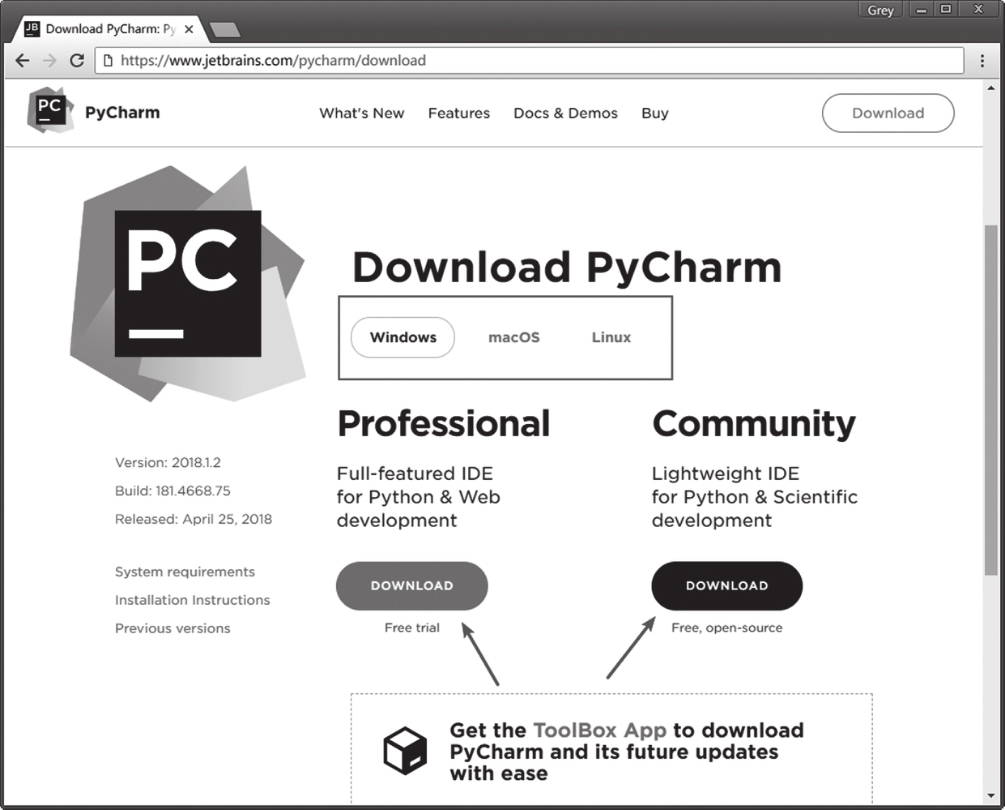 Grey
JB Download PyCharm: Py
https://www.jetbrains.com/pycharm/download
PC PyCharm What's New Features Docs & Demos Buy Download
PC
Download PyCharm
Windows macOS Linux
Professional
Full-featured IDE
for Python & Web
development
DOWNLOAD
Free trial
Community
Lightweight IDE
for Python & Scientific
development
DOWNLOAD
Free, open-source
Version: 2018.1.2
Build: 181.4668.75
Released: April 25, 2018
System requirements
Installation Instructions
Previous versions
Get the ToolBox App to download
PyCharm and its future updates
with ease